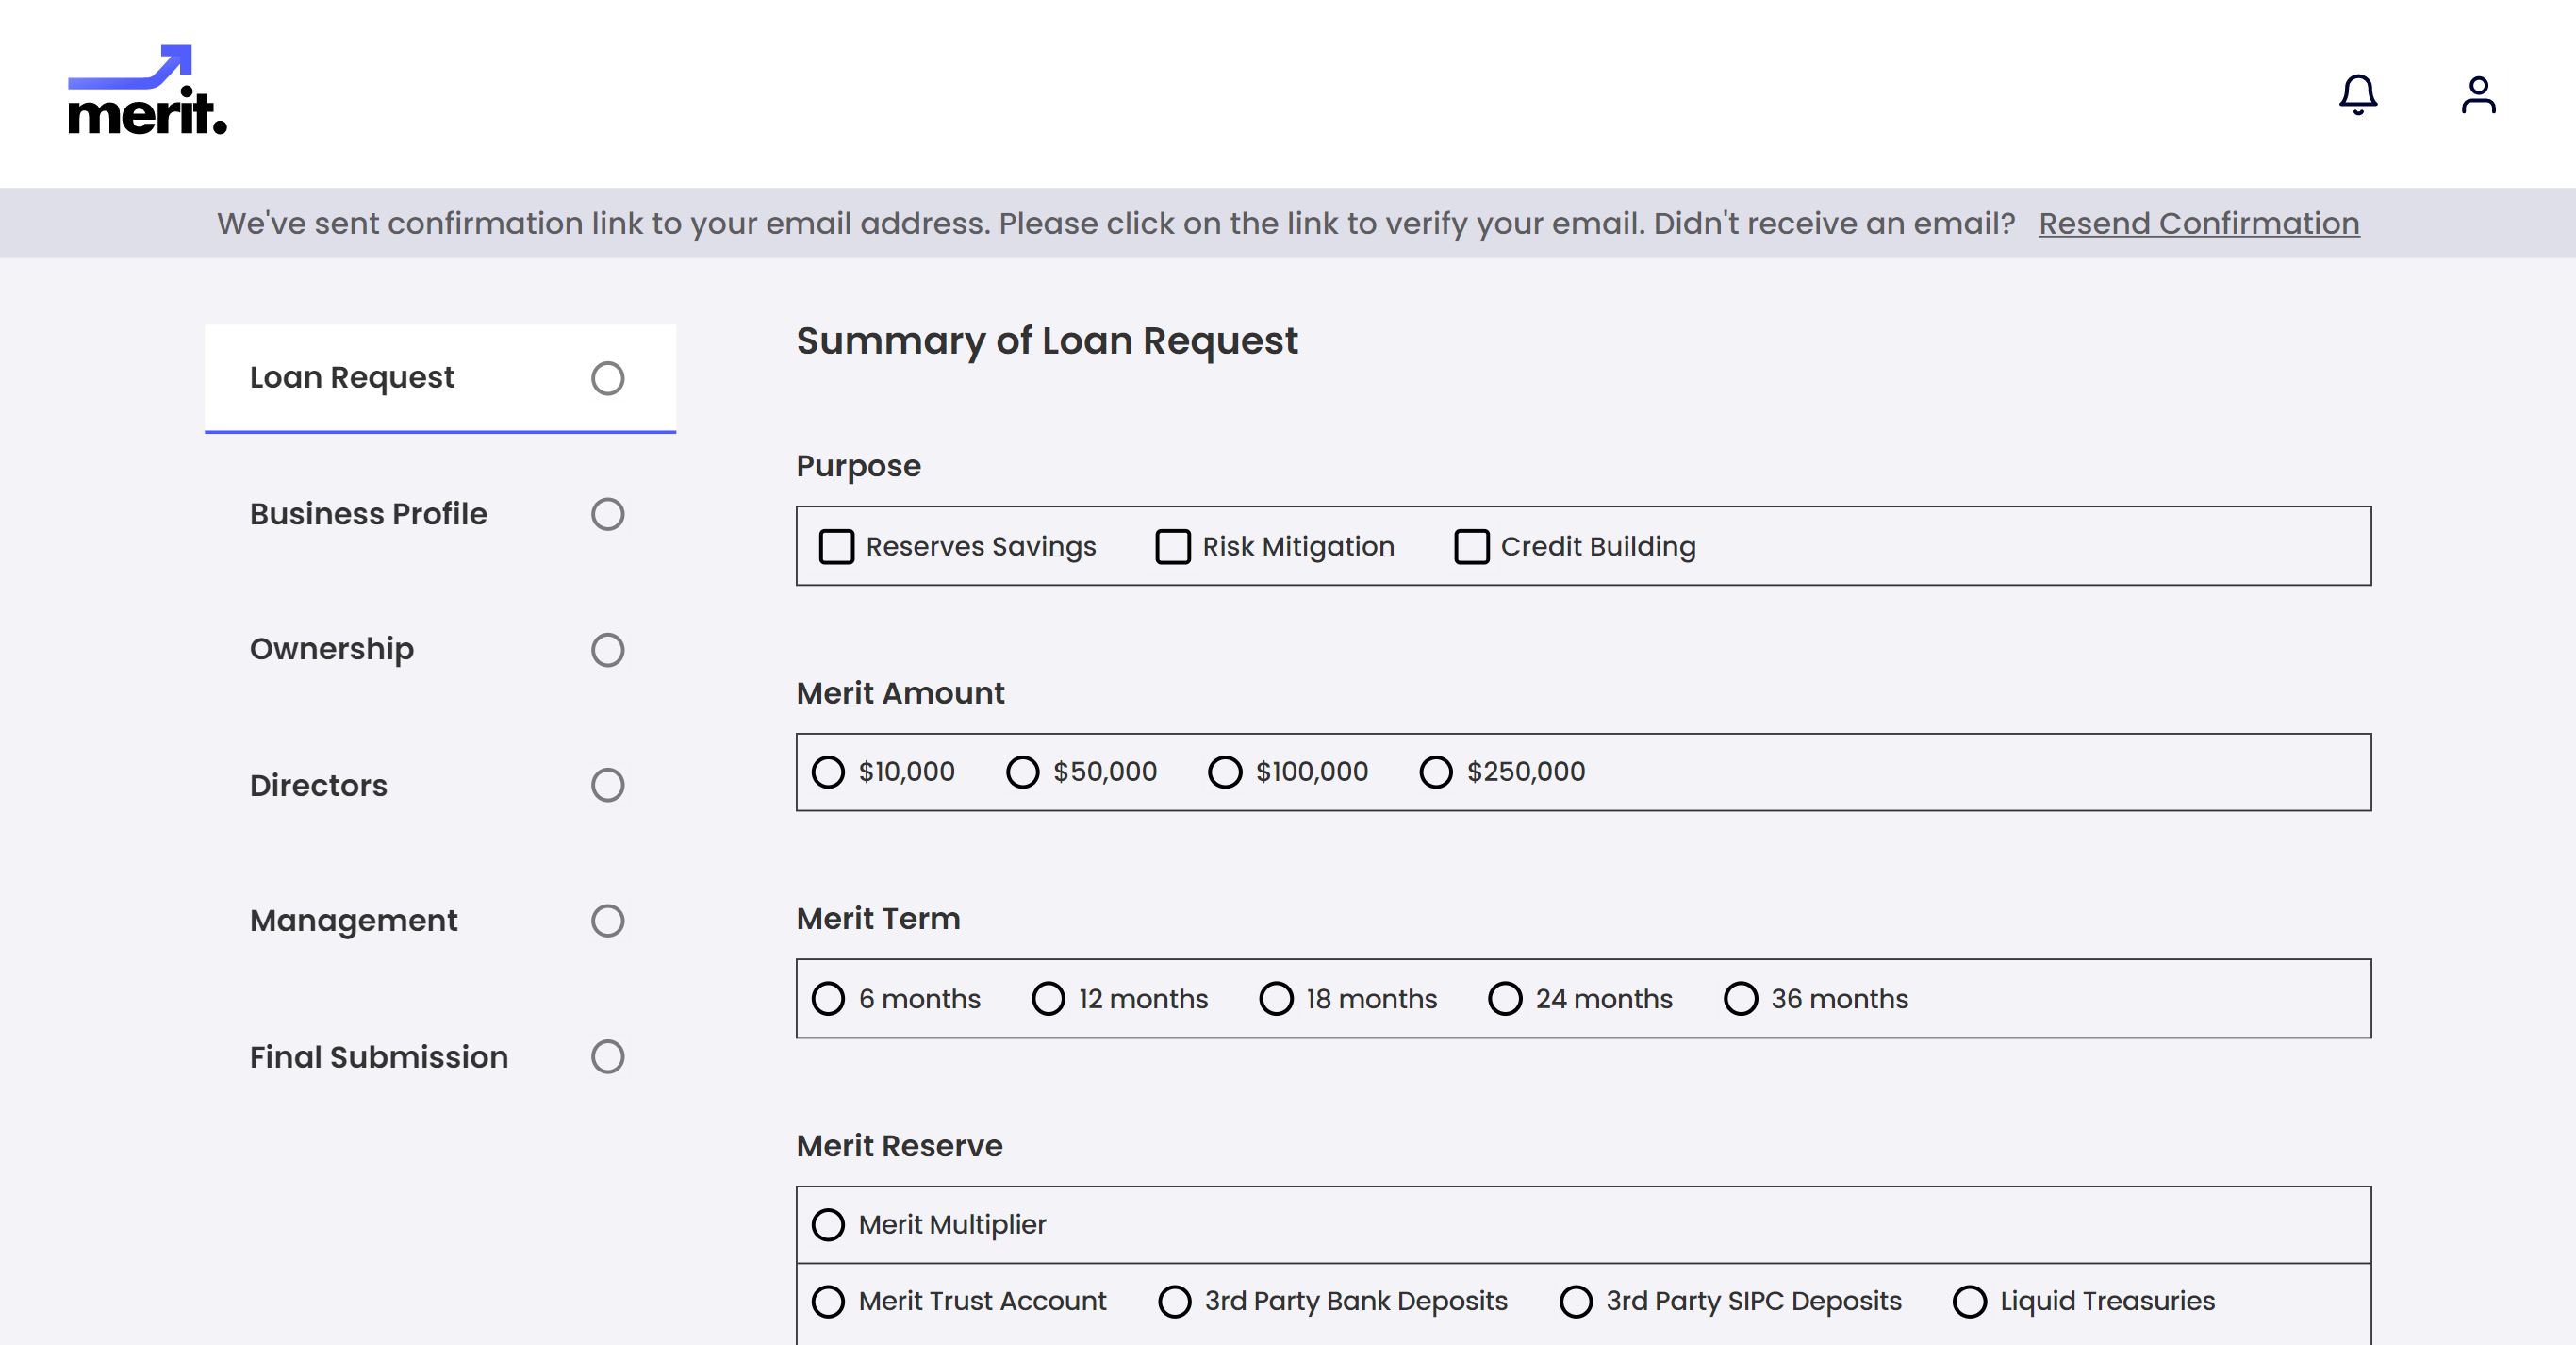 merit.
We've sent confirmation link to your email address. Please click on the link to verify your email. Didn't receive an email? Resend Confirmation
Loan Request
Business Profile
Ownership
Directors
Management
Final Submission
Summary of Loan Request
Purpose
Reserves Savings Risk Mitigation Credit Building
Merit Amount
$10,000 $50,000 $100,000 $250,000
Merit Term
6 months 12 months 18 months 24 months 36 months
Merit Reserve
Merit Multiplier
Merit Trust Account 3rd Party Bank Deposits 3rd Party SIPC Deposits Liquid Treasuries